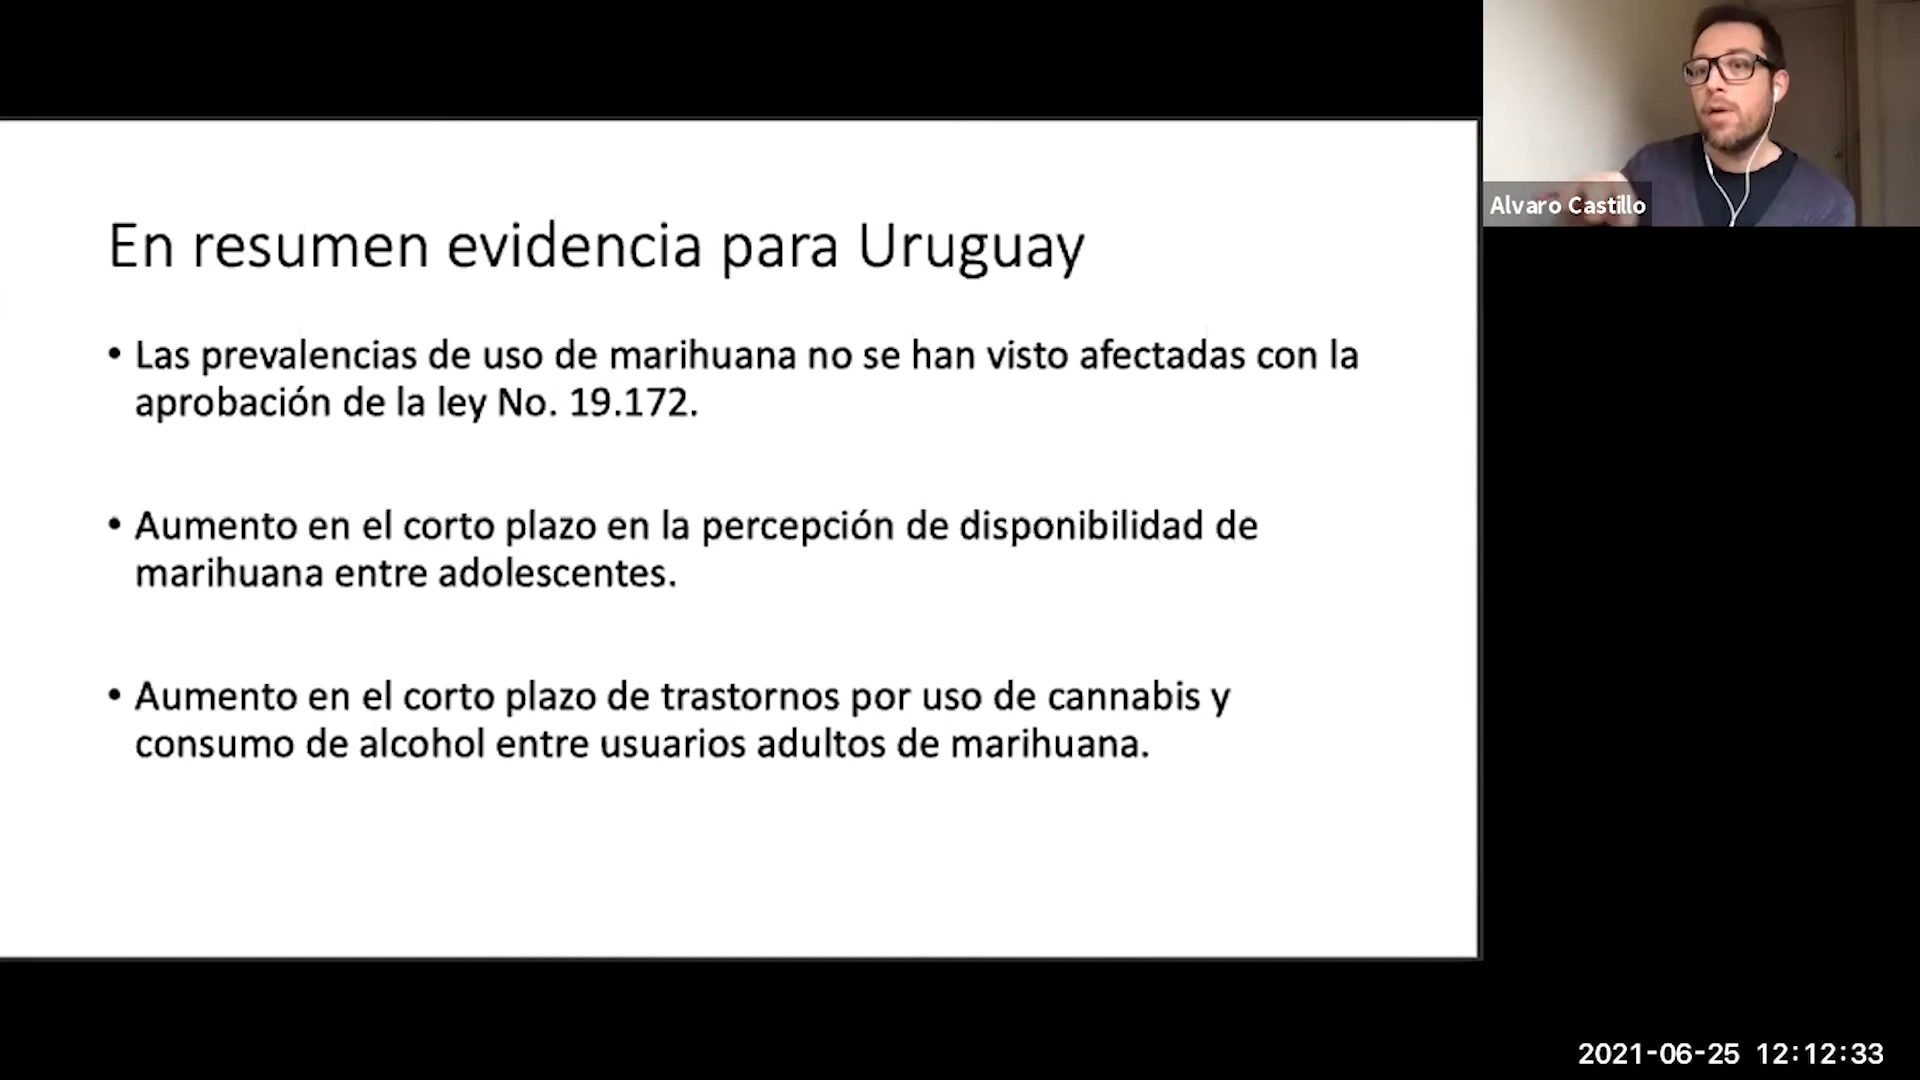 En resumen evidencia para Uruguay
• Las prevalencias de uso de marihuana no se han visto afectadas con la
aprobación de la ley No. 19.172.
• Aumento en el corto plazo en la percepción de disponibilidad de
marihuana entre adolescentes.
• Aumento en el corto plazo de trastornos por uso de cannabis y
consumo de alcohol entre usuarios adultos de marihuana.
Alvaro Castillo
2021-06-25 12:12:33